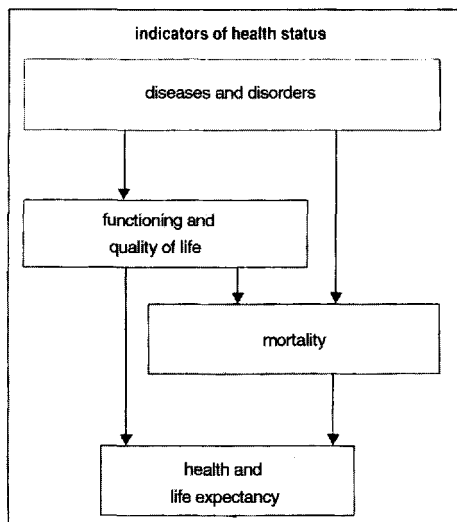 indicators of health status
diseases and disorders
functioning and
quality of life
mortality
health and
life expectancy